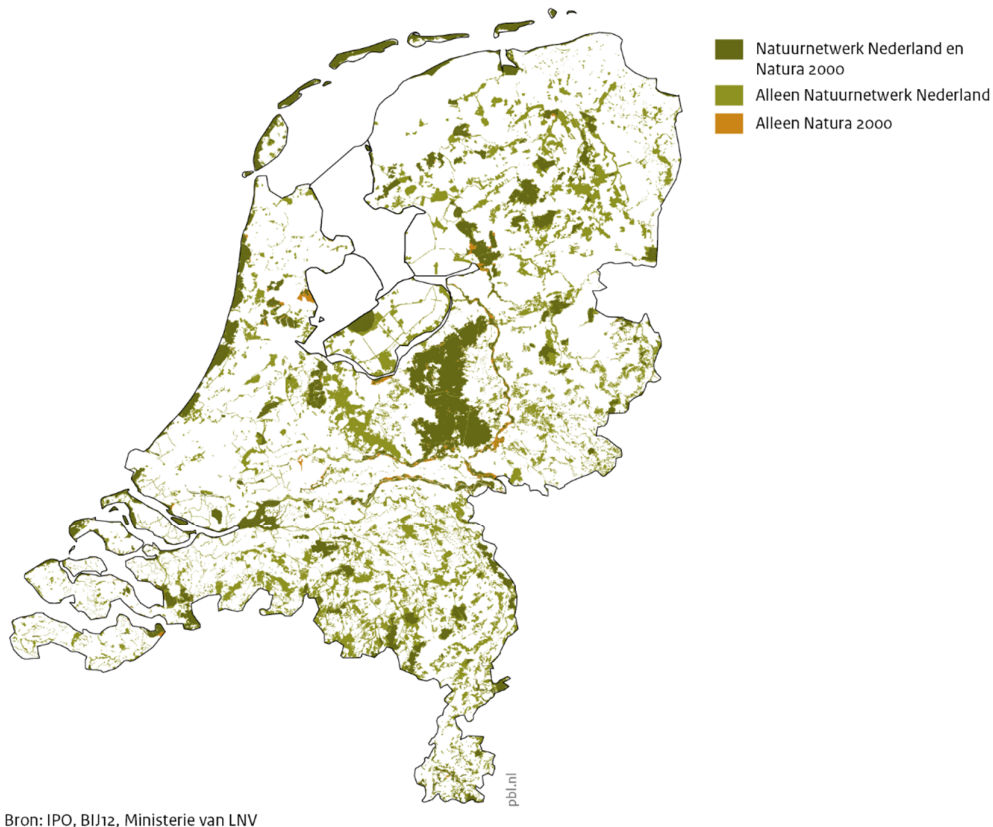 Natuurnetwerk Nederland en
Natura 2000
Alleen Natuurnetwerk Nederland
Alleen Natura 2000
pbl.nl
Bron: IPO, BIJ12, Ministerie van LNV